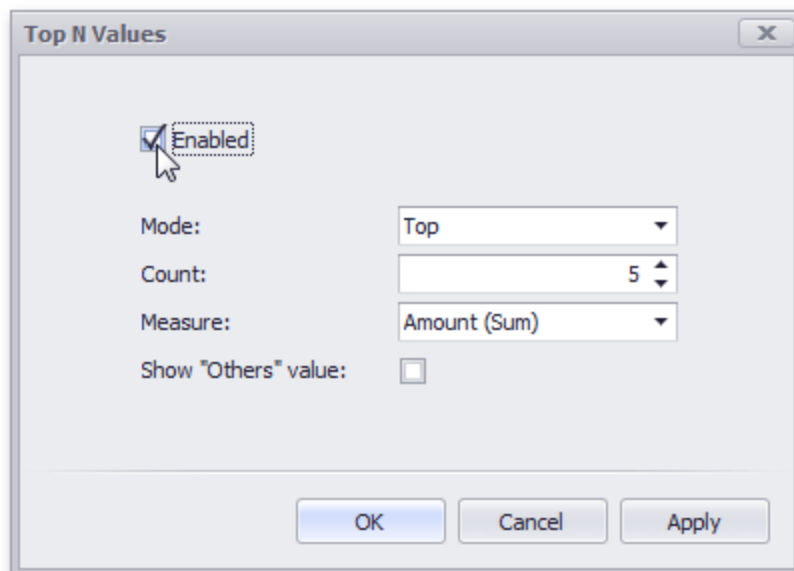 Top N Values
Enabled
Mode: Top
Count: 5
Measure: Amount (Sum)
Show "Others" value:
OK Cancel Apply